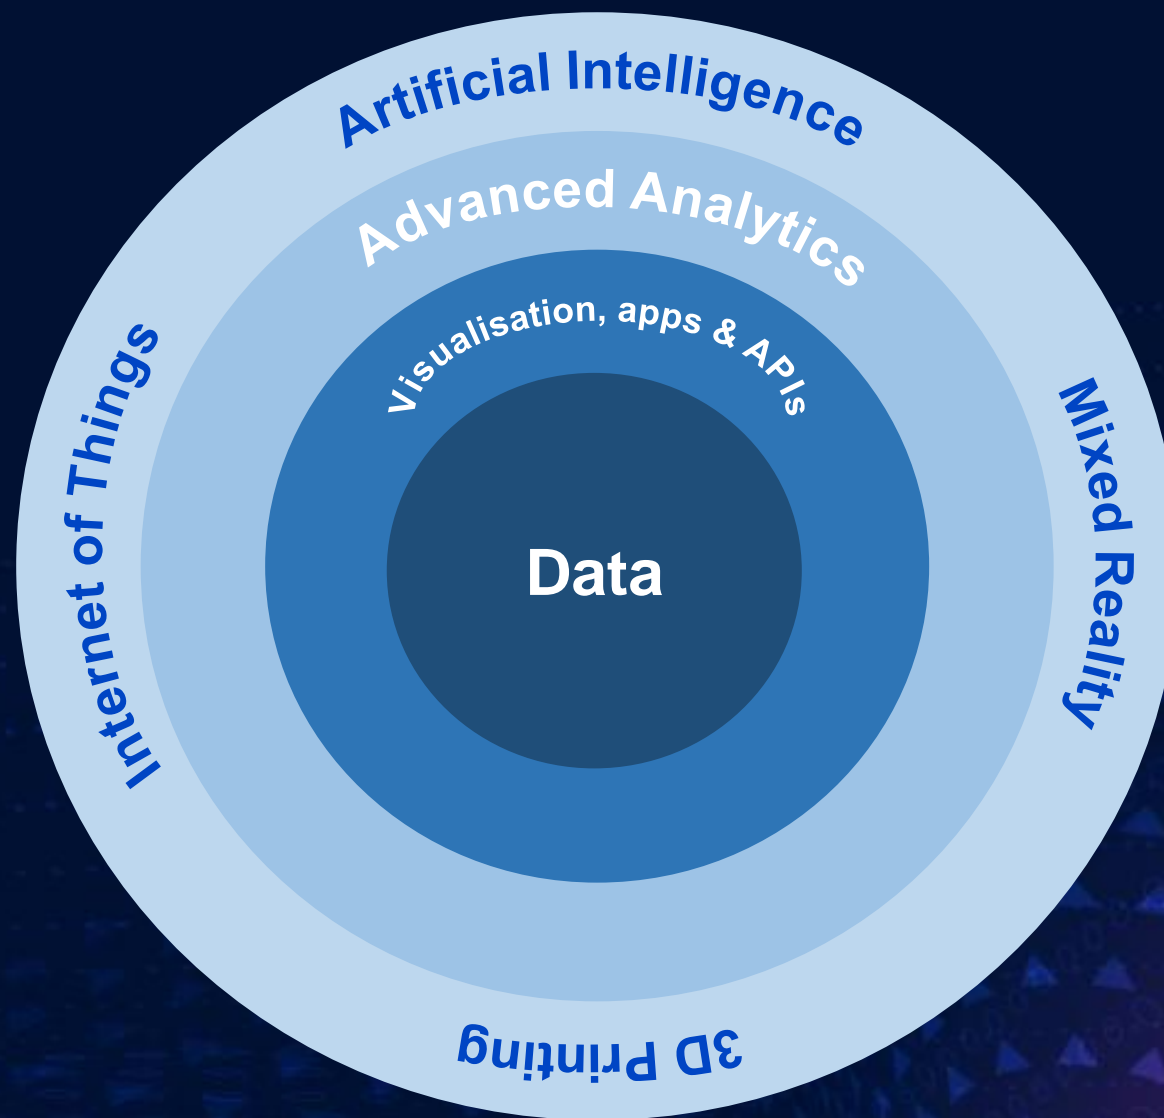 Artificial Intelligence
Advanced Analytics
Visualisation, apps & APIs
Data
Internet of Things
Mixed Reality
3D Printing